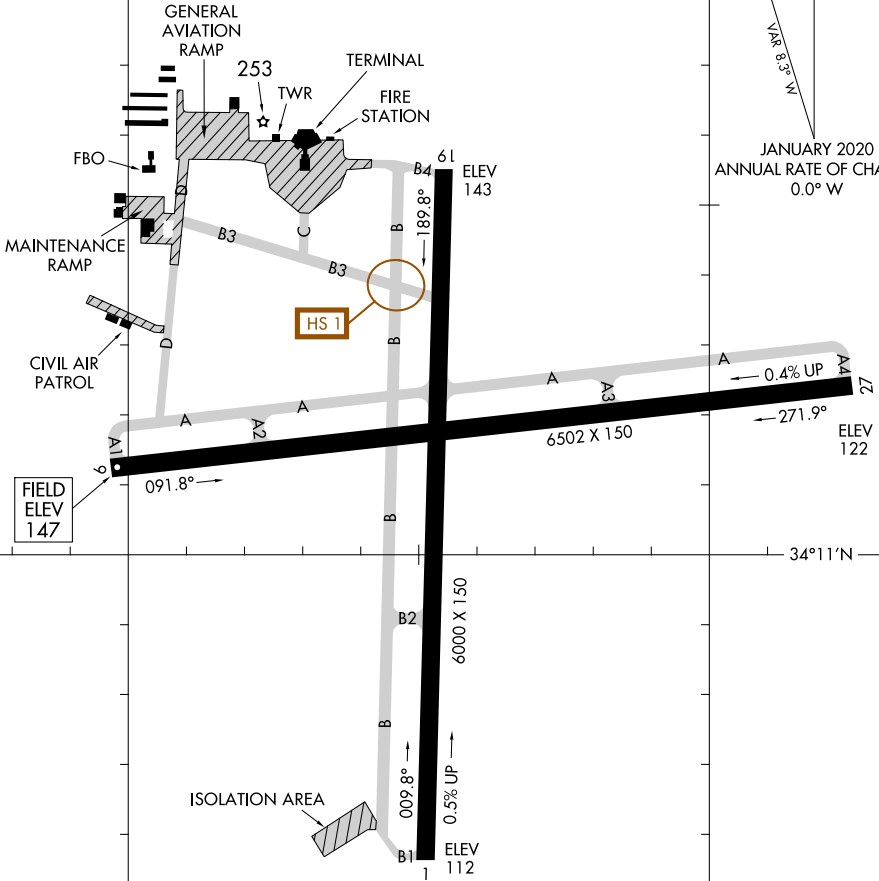 GENERAL
AVIATION
RAMP
253
TWR
TERMINAL
FIRE
STATION
VAR 8.3° W
JANUARY 2020
ANNUAL RATE OF CHA
0.0° W
FBO
D
B4
19
ELEV
143
MAINTENANCE
RAMP
B3
C
B
189.8°
B3
HS 1
B
CIVIL AIR
PATROL
D
A
A4
0.4% UP
27
A
A3
A
A
A2
271.9°
6502 X 150
ELEV
122
A1
9
091.8°
FIELD
ELEV
147
B
34°11'N
B2
6000 X 150
B
009.8°
0.5% UP
ISOLATION AREA
B1
ELEV
112
1